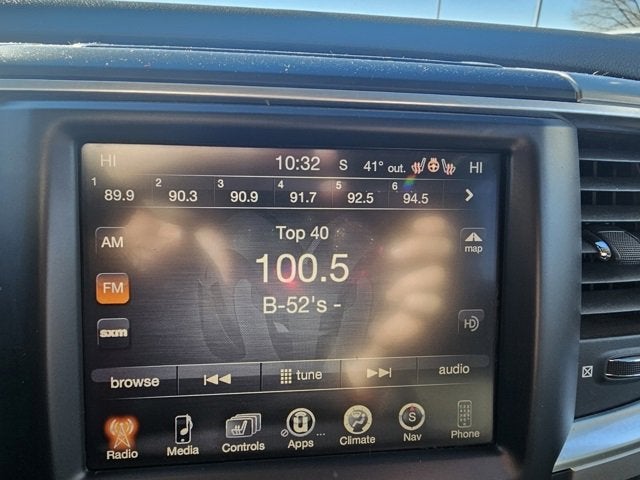 HI 10:32 S 41° out. HI
1 89.9 2 90.3 3 90.9 4 91.7 5 92.5 6 94.5
Top 40
AM
map
100.5
FM
B-52's -
sxm
HD
browse tune audio
Radio Media Controls Apps ... Climate S Nav Phone